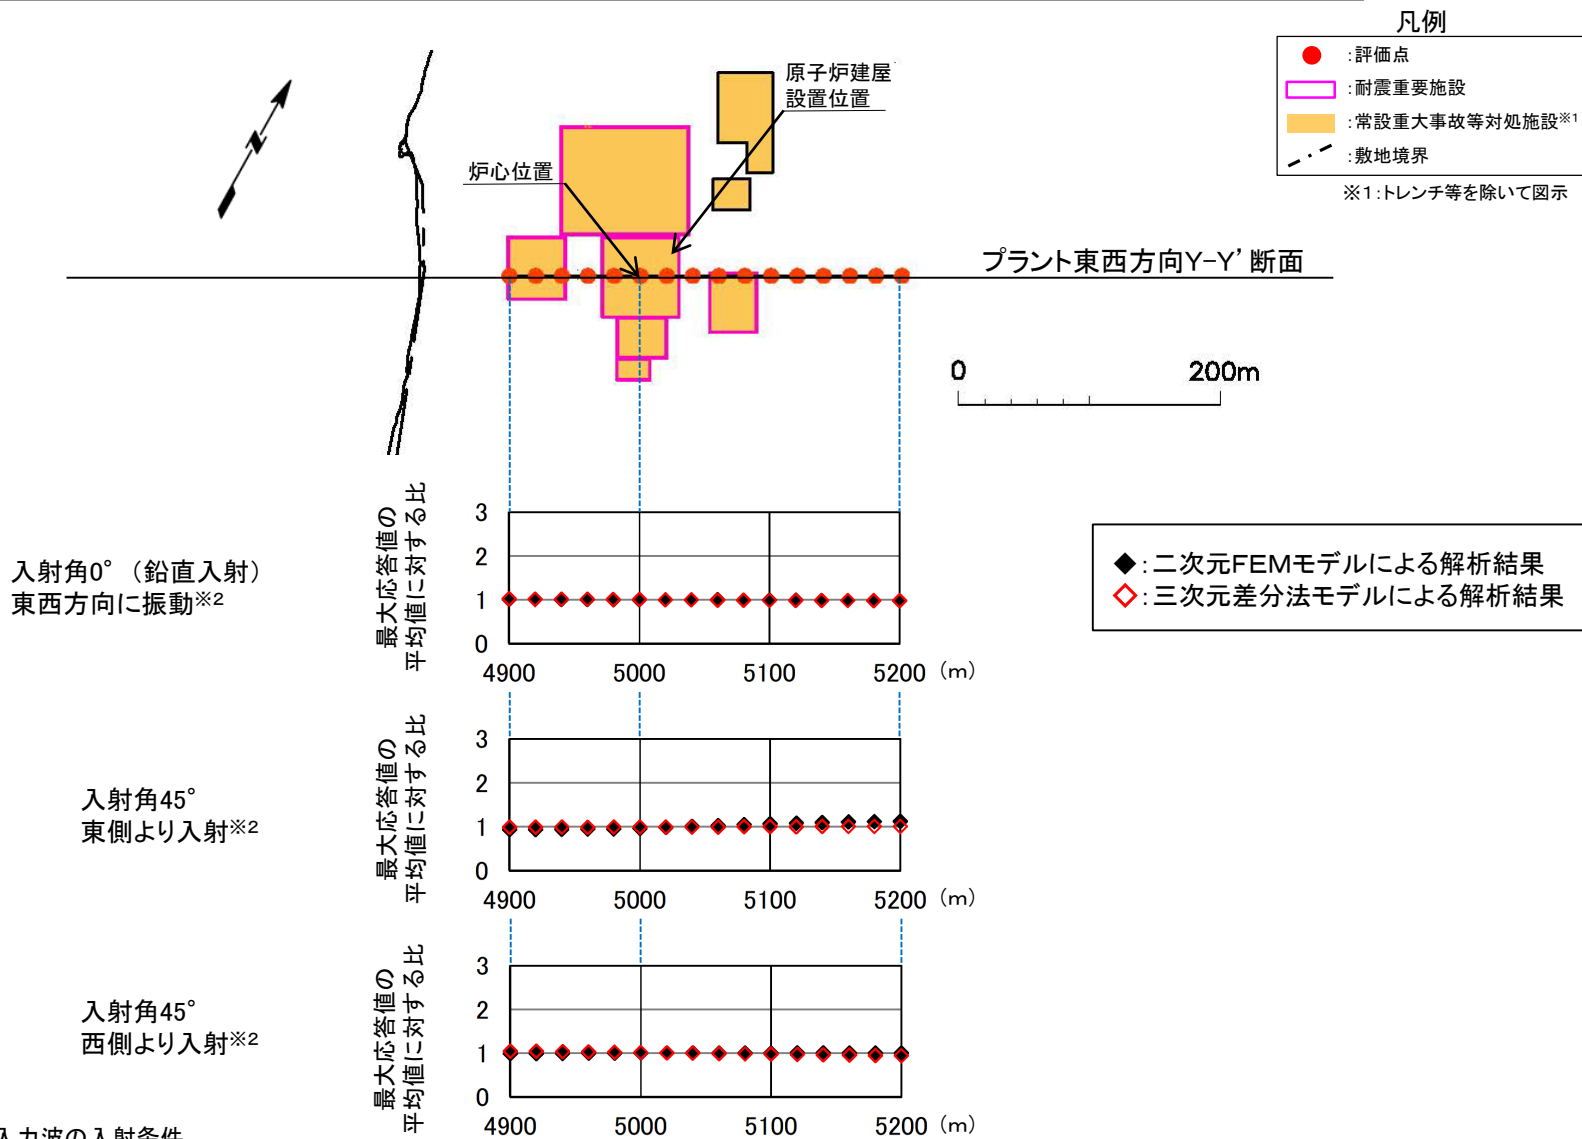 凡例
：評価点
：耐震重要施設
：常設重大事故等対処施設※1
：敷地境界
※1：トレンチ等を除いて図示
原子炉建屋
設置位置
炉心位置
N
プラント東西方向Y-Y’断面
0 200m
入射角0°（鉛直入射）
東西方向に振動※2
最大応答値の
平均値に対する比
3
2
1
0
4900 5000 5100 5200 （m）
◆：二次元FEMモデルによる解析結果
◇：三次元差分法モデルによる解析結果
入射角45°
東側より入射※2
最大応答値の
平均値に対する比
3
2
1
0
4900 5000 5100 5200 （m）
入射角45°
西側より入射※2
最大応答値の
平均値に対する比
3
2
1
0
4900 5000 5100 5200 （m）
入力波の入射条件